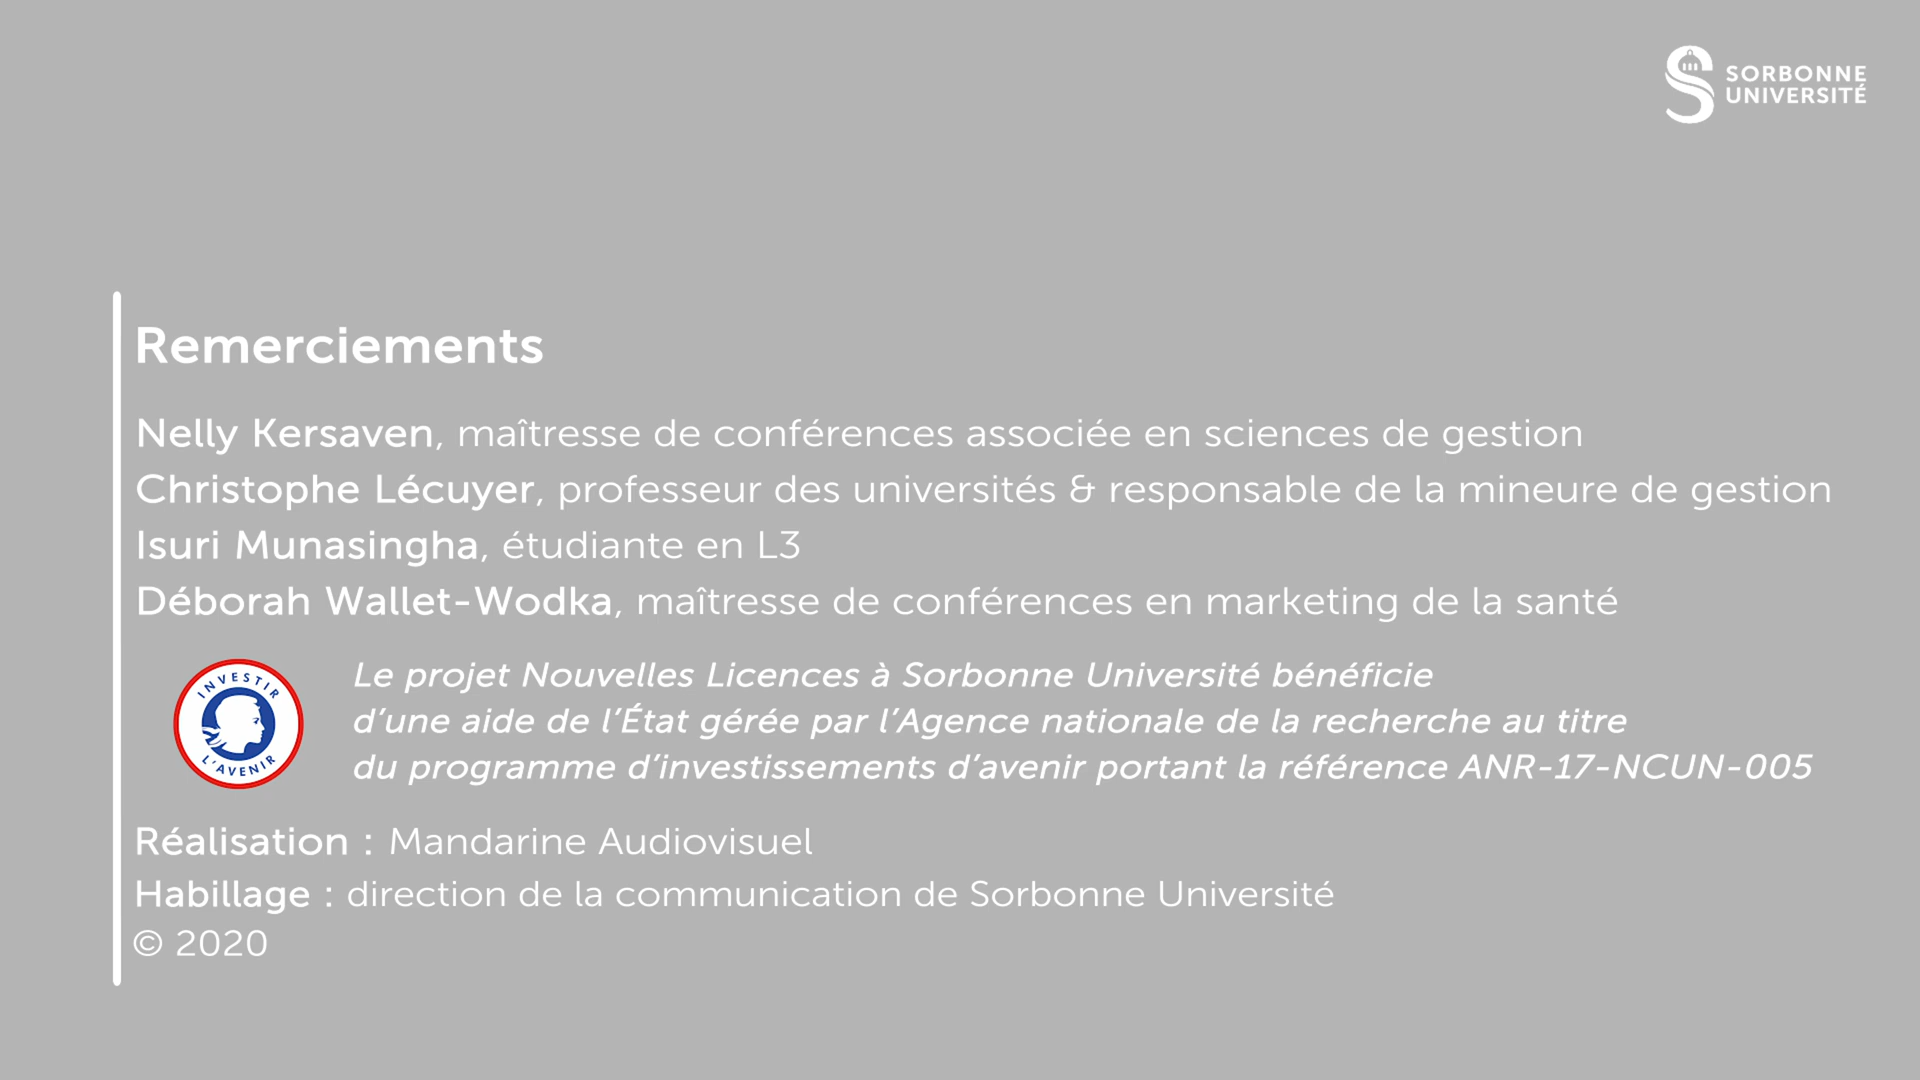 SORBONNE
UNIVERSITÉ
Remerciements
Nelly Kersaven, maîtresse de conférences associée en sciences de gestion
Christophe Lécuyer, professeur des universités & responsable de la mineure de gestion
Isuri Munasingha, étudiante en L3
Déborah Wallet-Wodka, maîtresse de conférences en marketing de la santé
INVESTIR
L'AVENIR
Le projet Nouvelles Licences à Sorbonne Université bénéficie
d’une aide de l’État gérée par l’Agence nationale de la recherche au titre
du programme d’investissements d’avenir portant la référence ANR-17-NCUN-005
Réalisation : Mandarine Audiovisuel
Habillage : direction de la communication de Sorbonne Université
© 2020